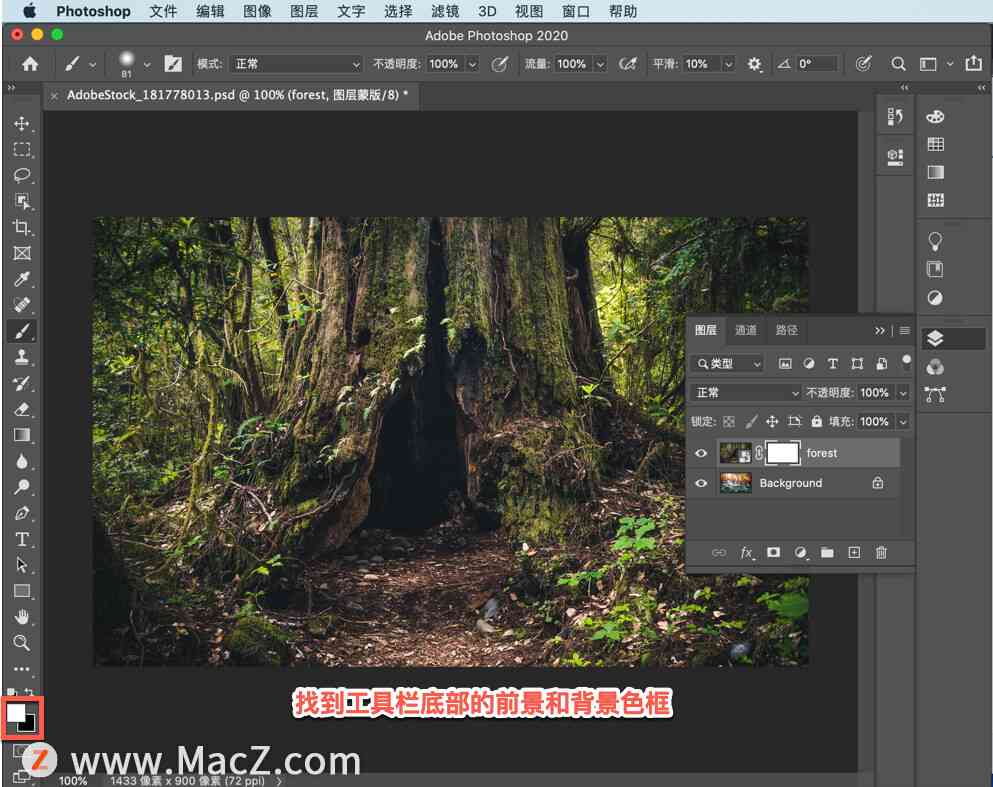 Photoshop 文件 编辑 图像 图层 文字 选择 滤镜 3D 视图 窗口 帮助
Adobe Photoshop 2020
81 模式: 正常 不透明度: 100% 流量: 100% 平滑: 10% 0°
AdobeStock_181778013.psd @ 100% (forest, 图层蒙版/8) *
图层 通道 路径
类型
正常 不透明度: 100%
锁定: 填充: 100%
forest
Background
fx
找到工具栏底部的前景和背景色框
Z www.MacZ.com
100% 1433 像素 x 900 像素 (72 ppi)